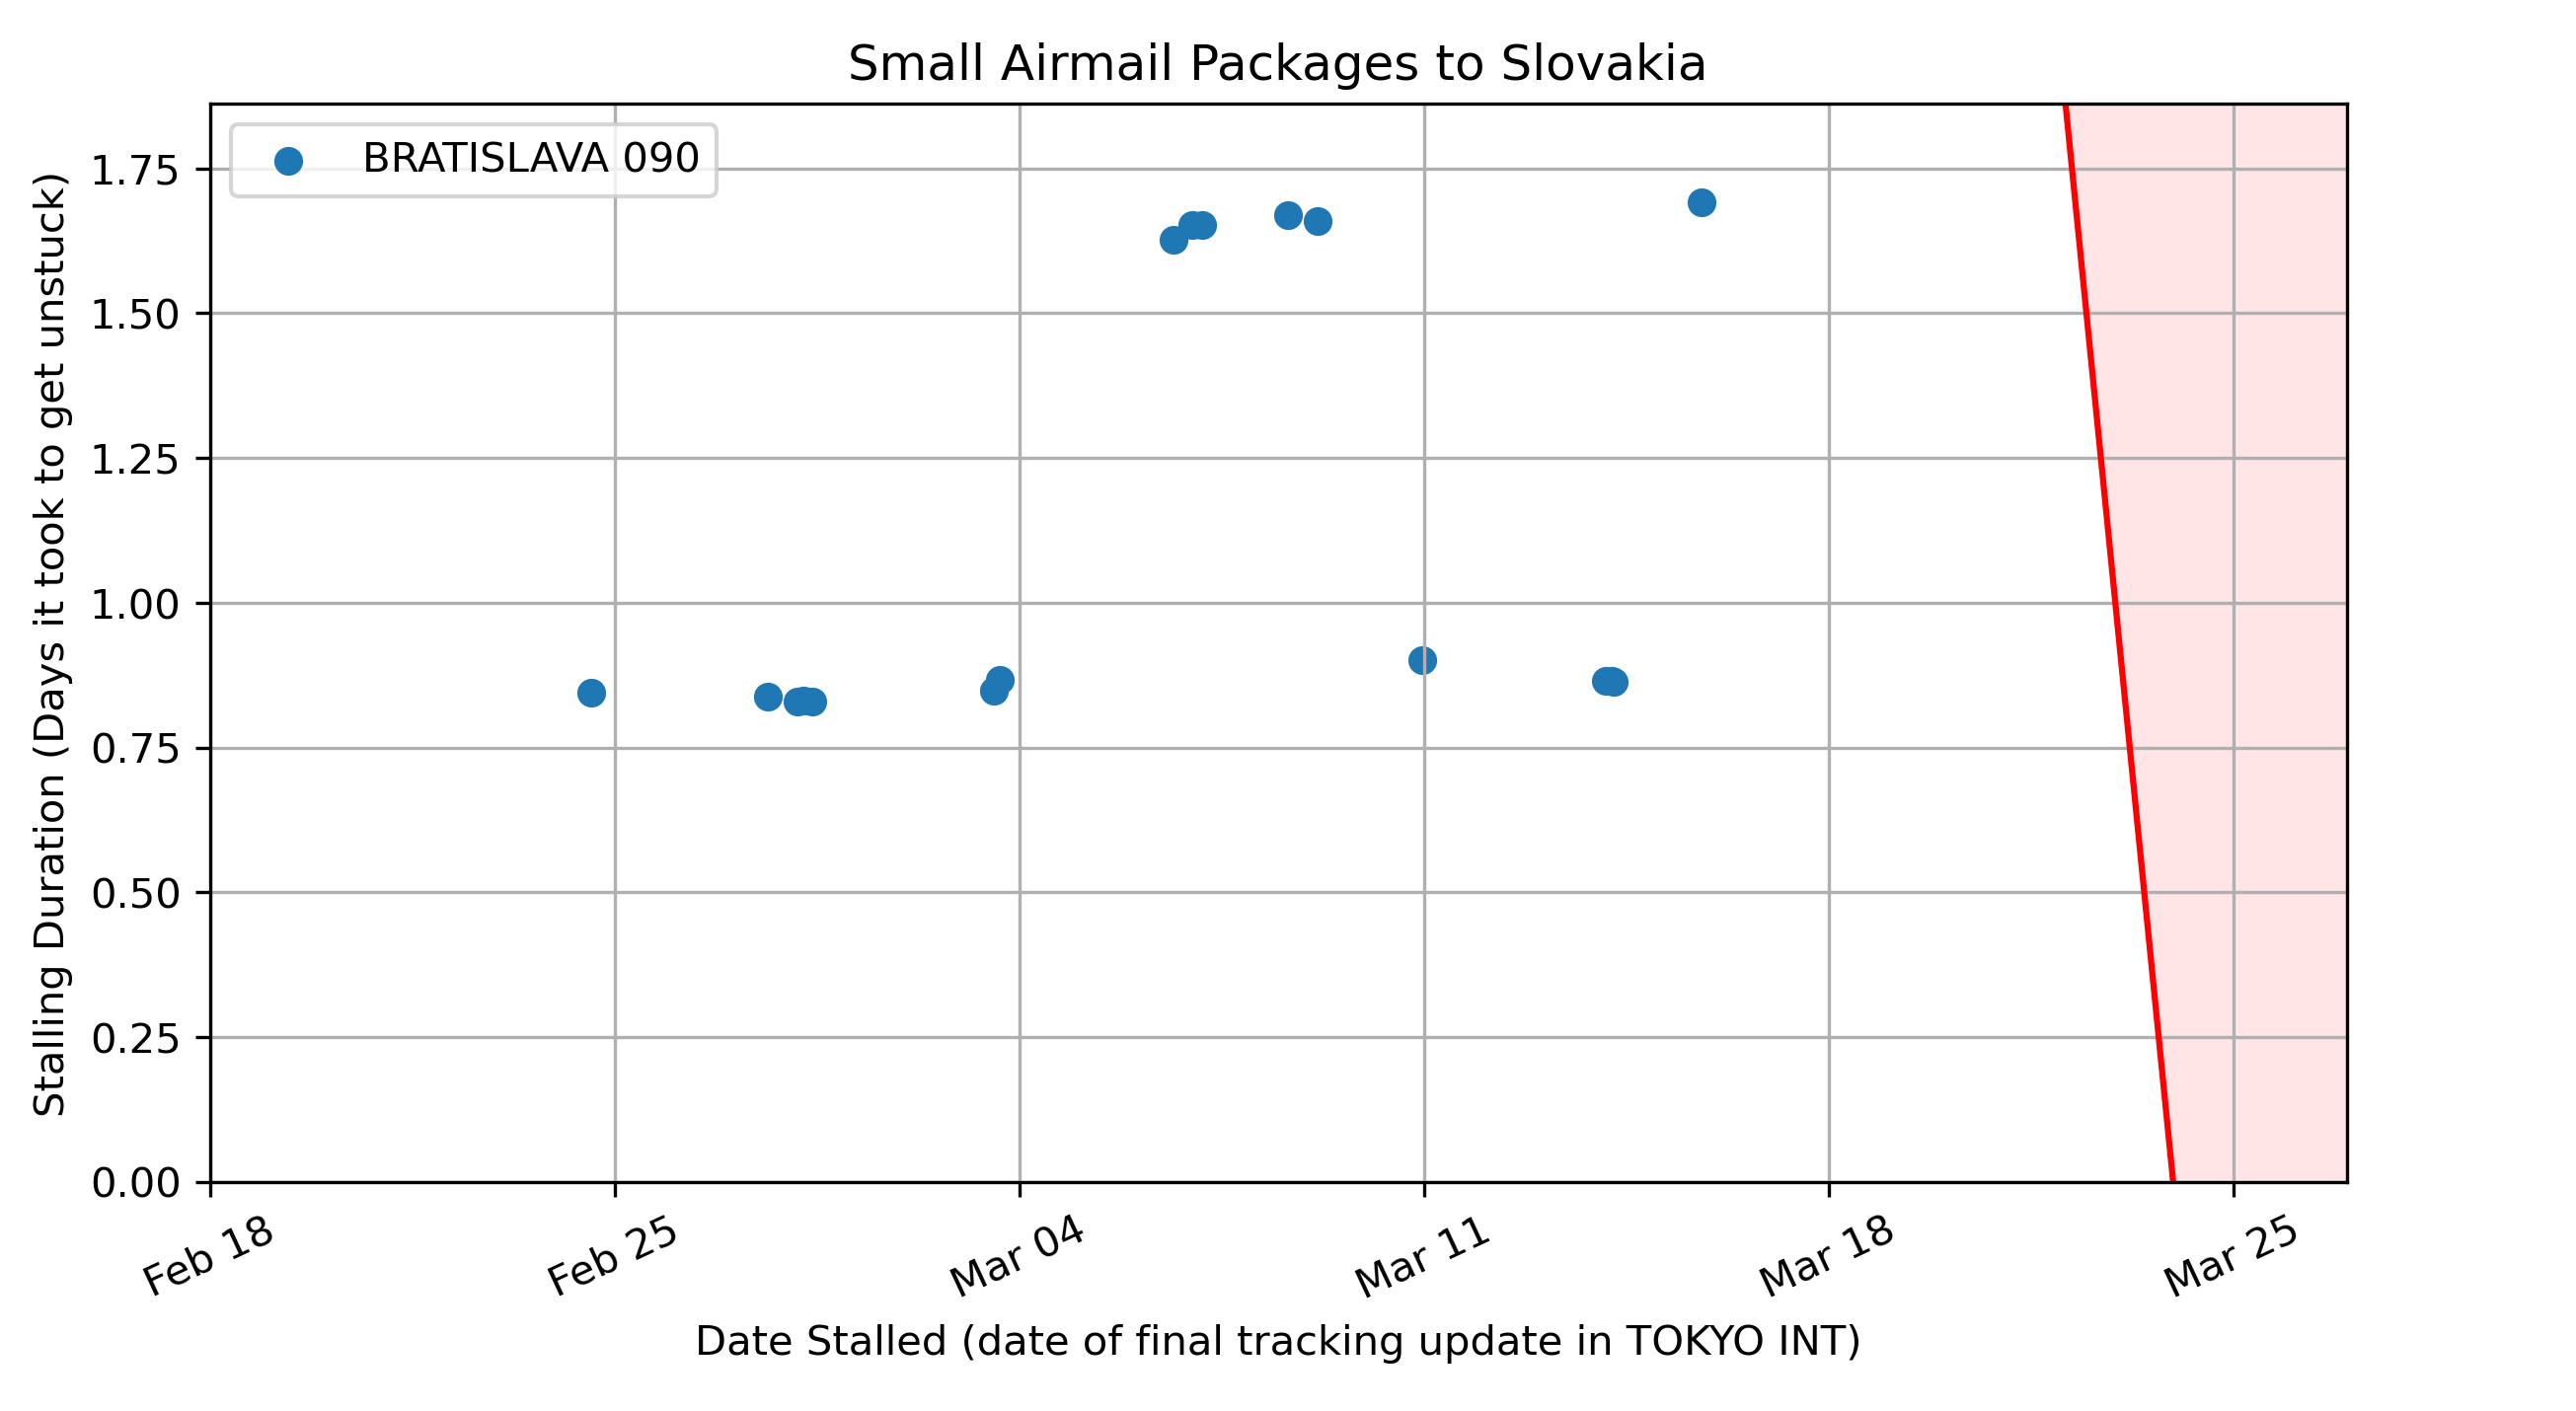 Small Airmail Packages to Slovakia
BRATISLAVA 090
Stalling Duration (Days it took to get unstuck)
1.75
1.50
1.25
1.00
0.75
0.50
0.25
0.00
Feb 18
Feb 25
Mar 04
Mar 11
Mar 18
Mar 25
Date Stalled (date of final tracking update in TOKYO INT)